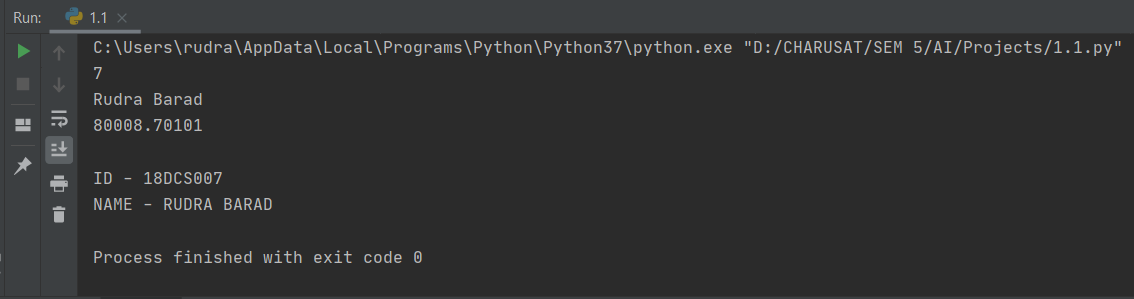 Run: 1.1
C:\Users\rudra\AppData\Local\Programs\Python\Python37\python.exe "D:/CHARUSAT/SEM 5/AI/Projects/1.1.py"
7
Rudra Barad
80008.70101
ID - 18DCS007
NAME - RUDRA BARAD
Process finished with exit code 0